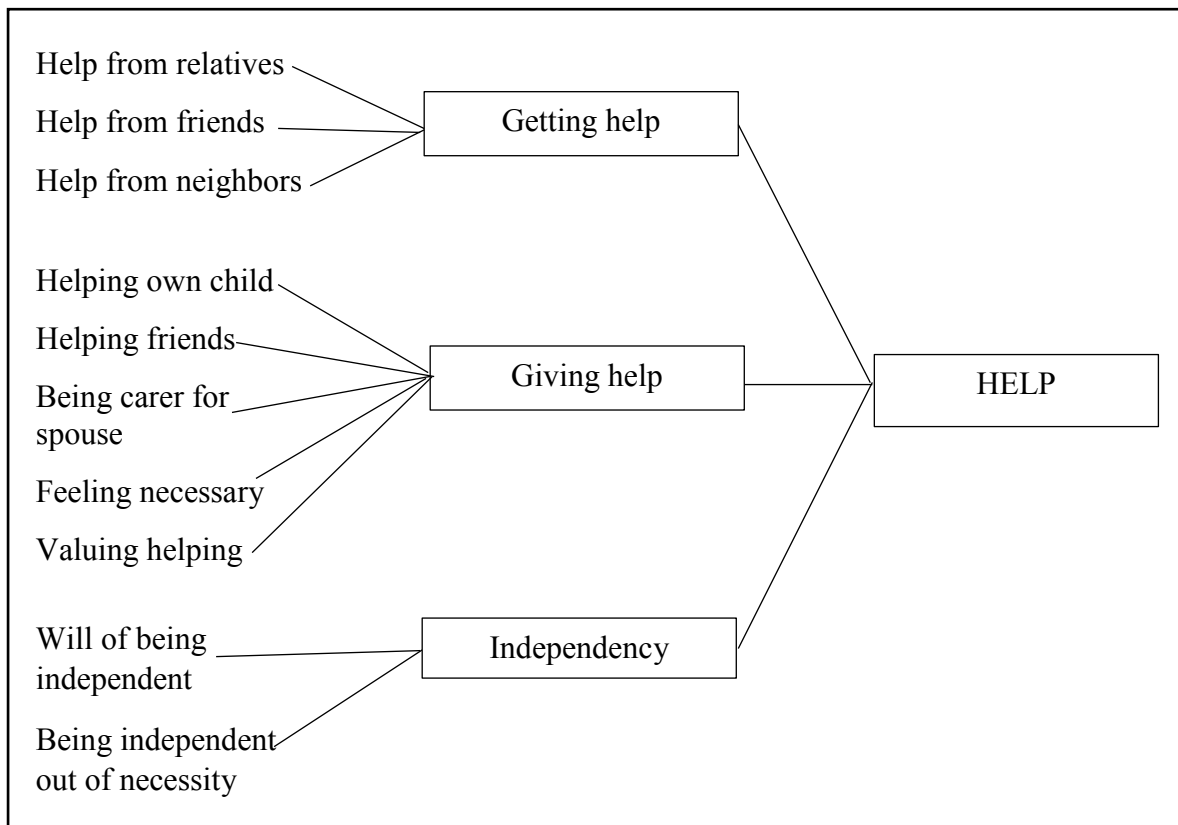 Help from relatives
Help from friends
Help from neighbors
Getting help
Helping own child
Helping friends
Being carer for
spouse
Feeling necessary
Valuing helping
Giving help
HELP
Will of being
independent
Being independent
out of necessity
Independency